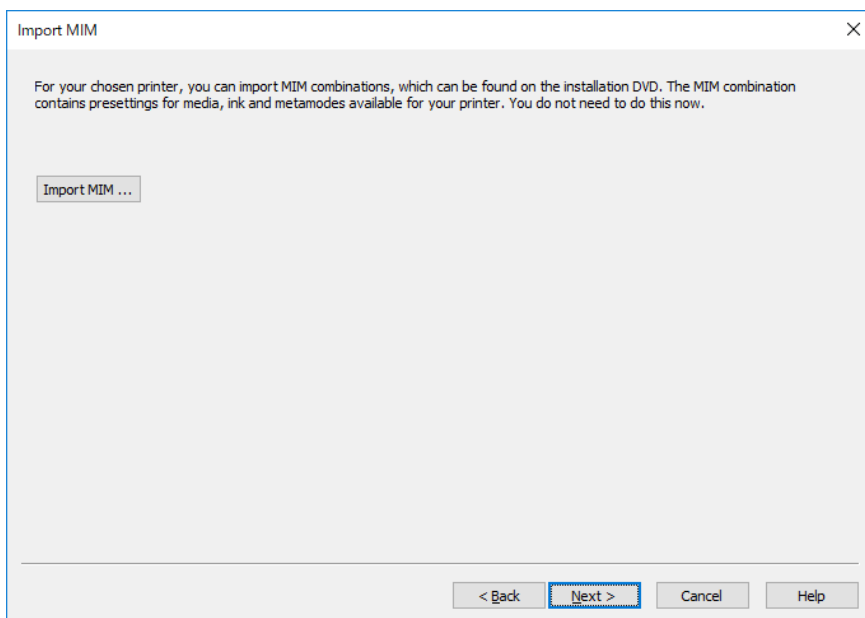 Import MIM
For your chosen printer, you can import MIM combinations, which can be found on the installation DVD. The MIM combination
contains presettings for media, ink and metamodes available for your printer. You do not need to do this now.
Import MIM ...
< Back
Next >
Cancel
Help